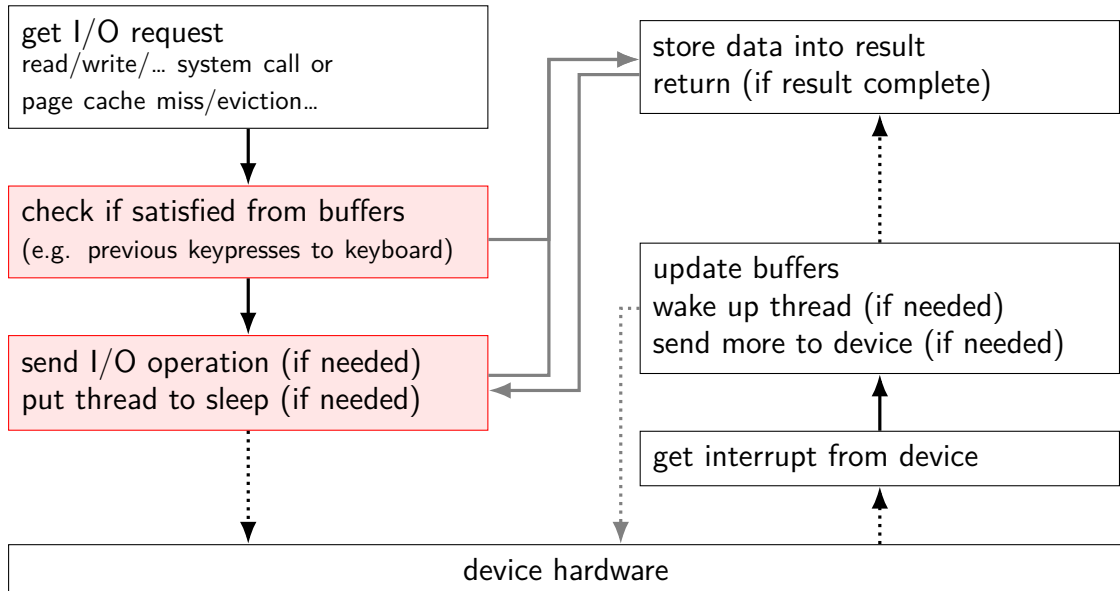 get I/O request
read/write/… system call or
page cache miss/eviction…
check if satisfied from buffers
(e.g. previous keypresses to keyboard)
send I/O operation (if needed)
put thread to sleep (if needed)
store data into result
return (if result complete)
update buffers
wake up thread (if needed)
send more to device (if needed)
get interrupt from device
device hardware